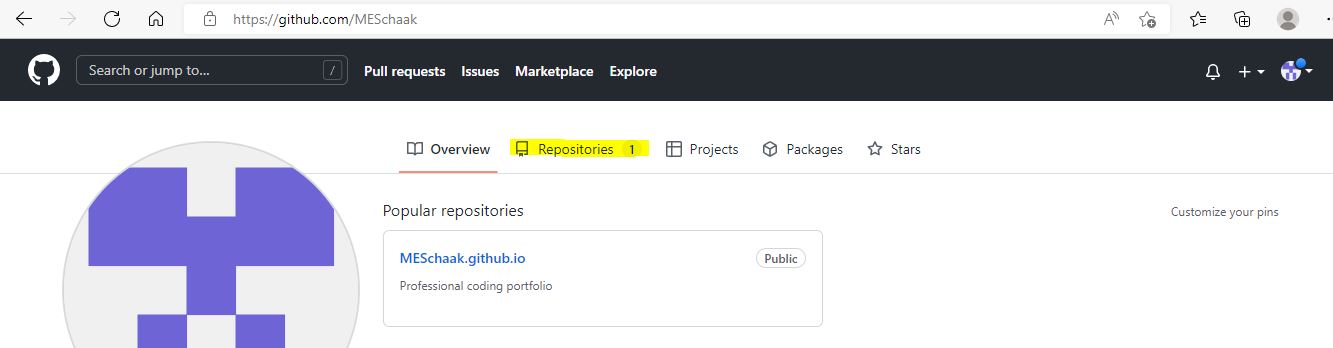 https://github.com/MESchaak
Search or jump to... /
Pull requests Issues Marketplace Explore
Overview Repositories 1 Projects Packages Stars
Popular repositories
Customize your pins
MESchaak.github.io Public
Professional coding portfolio